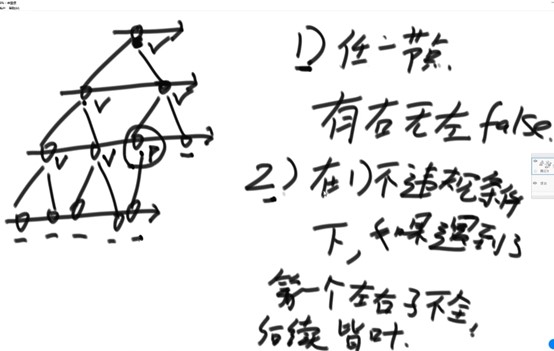 1) 任一节点
有右无左 false.
2) 在1)不违规条件
下，如果遇到了
第一个左右子不全，
后续皆叶.
P